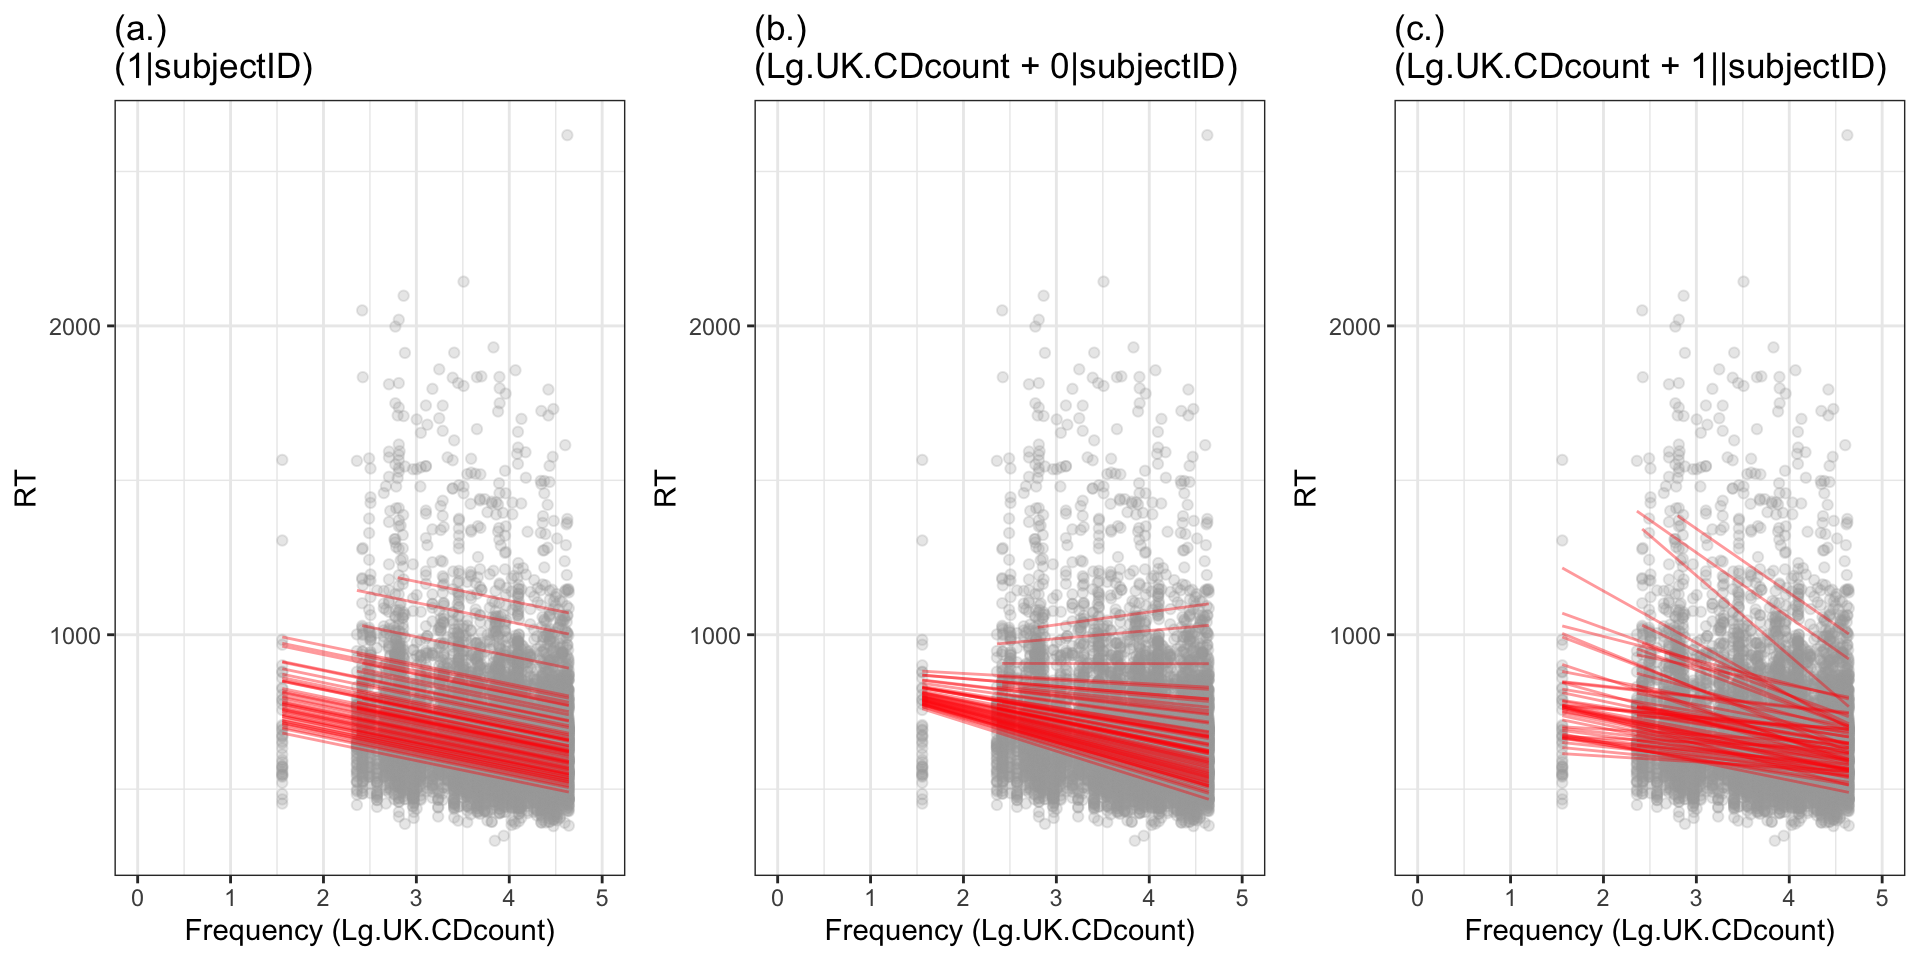 (a.)
(1|subjectID)
RT
2000
1000
0 1 2 3 4 5
Frequency (Lg.UK.CDcount)
(b.)
(Lg.UK.CDcount + 0|subjectID)
RT
2000
1000
0 1 2 3 4 5
Frequency (Lg.UK.CDcount)
(c.)
(Lg.UK.CDcount + 1||subjectID)
RT
2000
1000
0 1 2 3 4 5
Frequency (Lg.UK.CDcount)